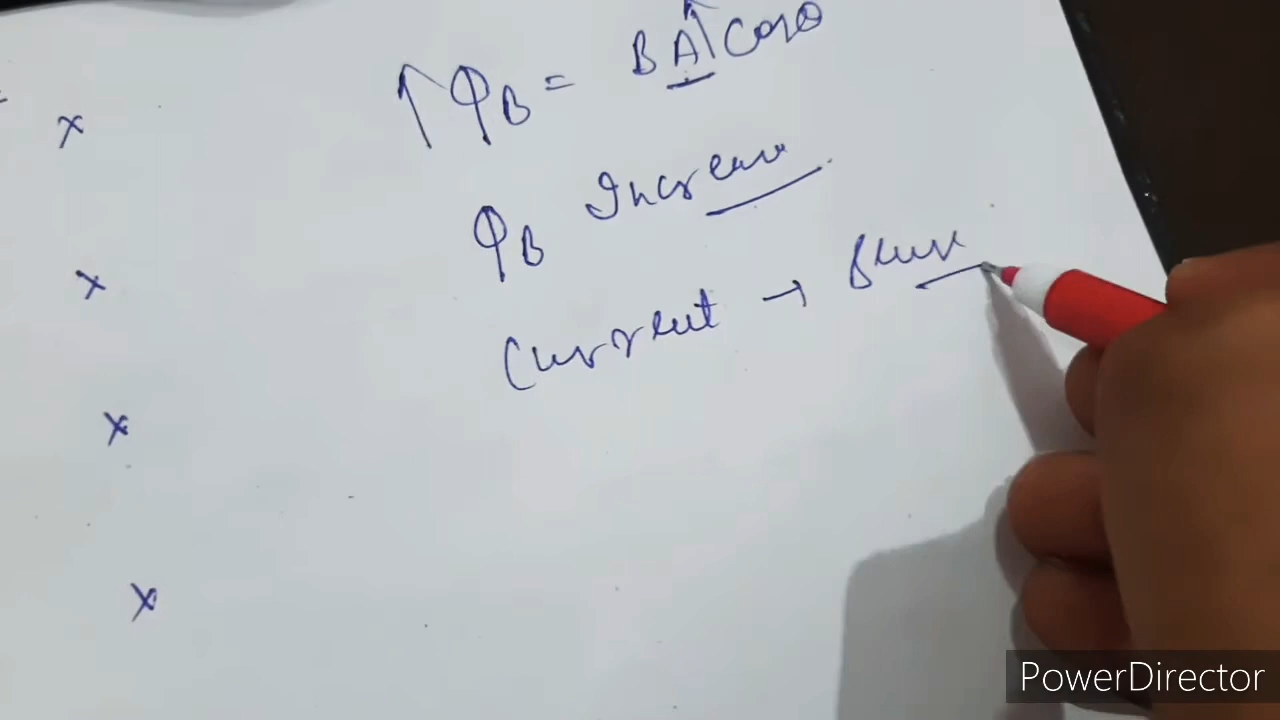 ↑ φB = BA↑ Cosθ
φB Increase
Current → flux
x
x
x
x
PowerDirector